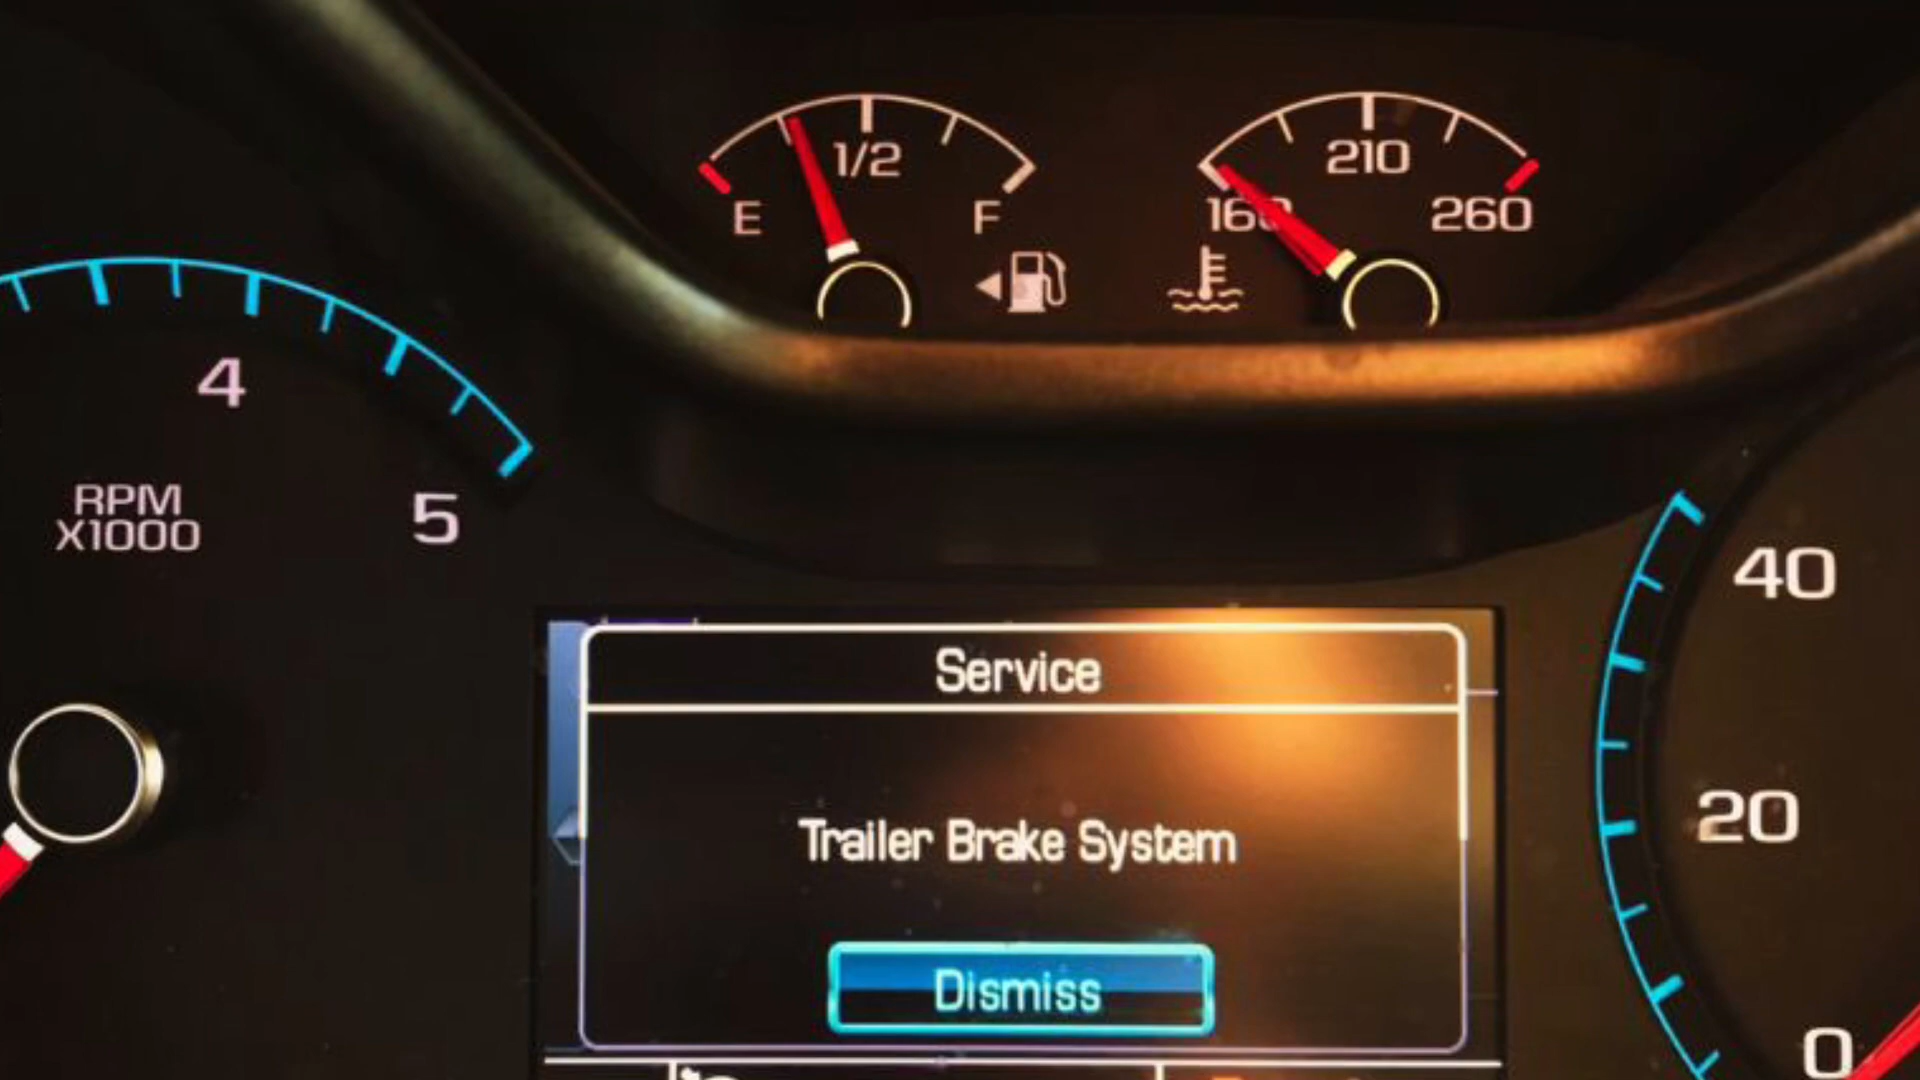 1/2
E
F
210
160
260
4
5
RPM
X1000
40
20
0
Service
Trailer Brake System
Dismiss